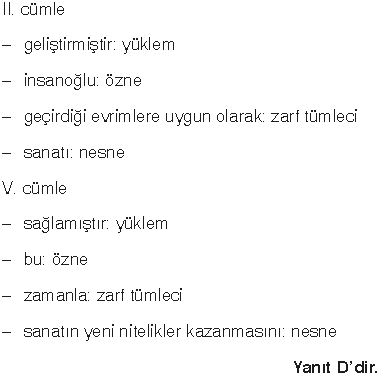 II. cümle
– geliştirmiştir: yüklem
– insanoğlu: özne
– geçirdiği evrimlere uygun olarak: zarf tümleci
– sanatı: nesne
V. cümle
– sağlamıştır: yüklem
– bu: özne
– zamanla: zarf tümleci
– sanatın yeni nitelikler kazanmasını: nesne
Yanıt D'dir.